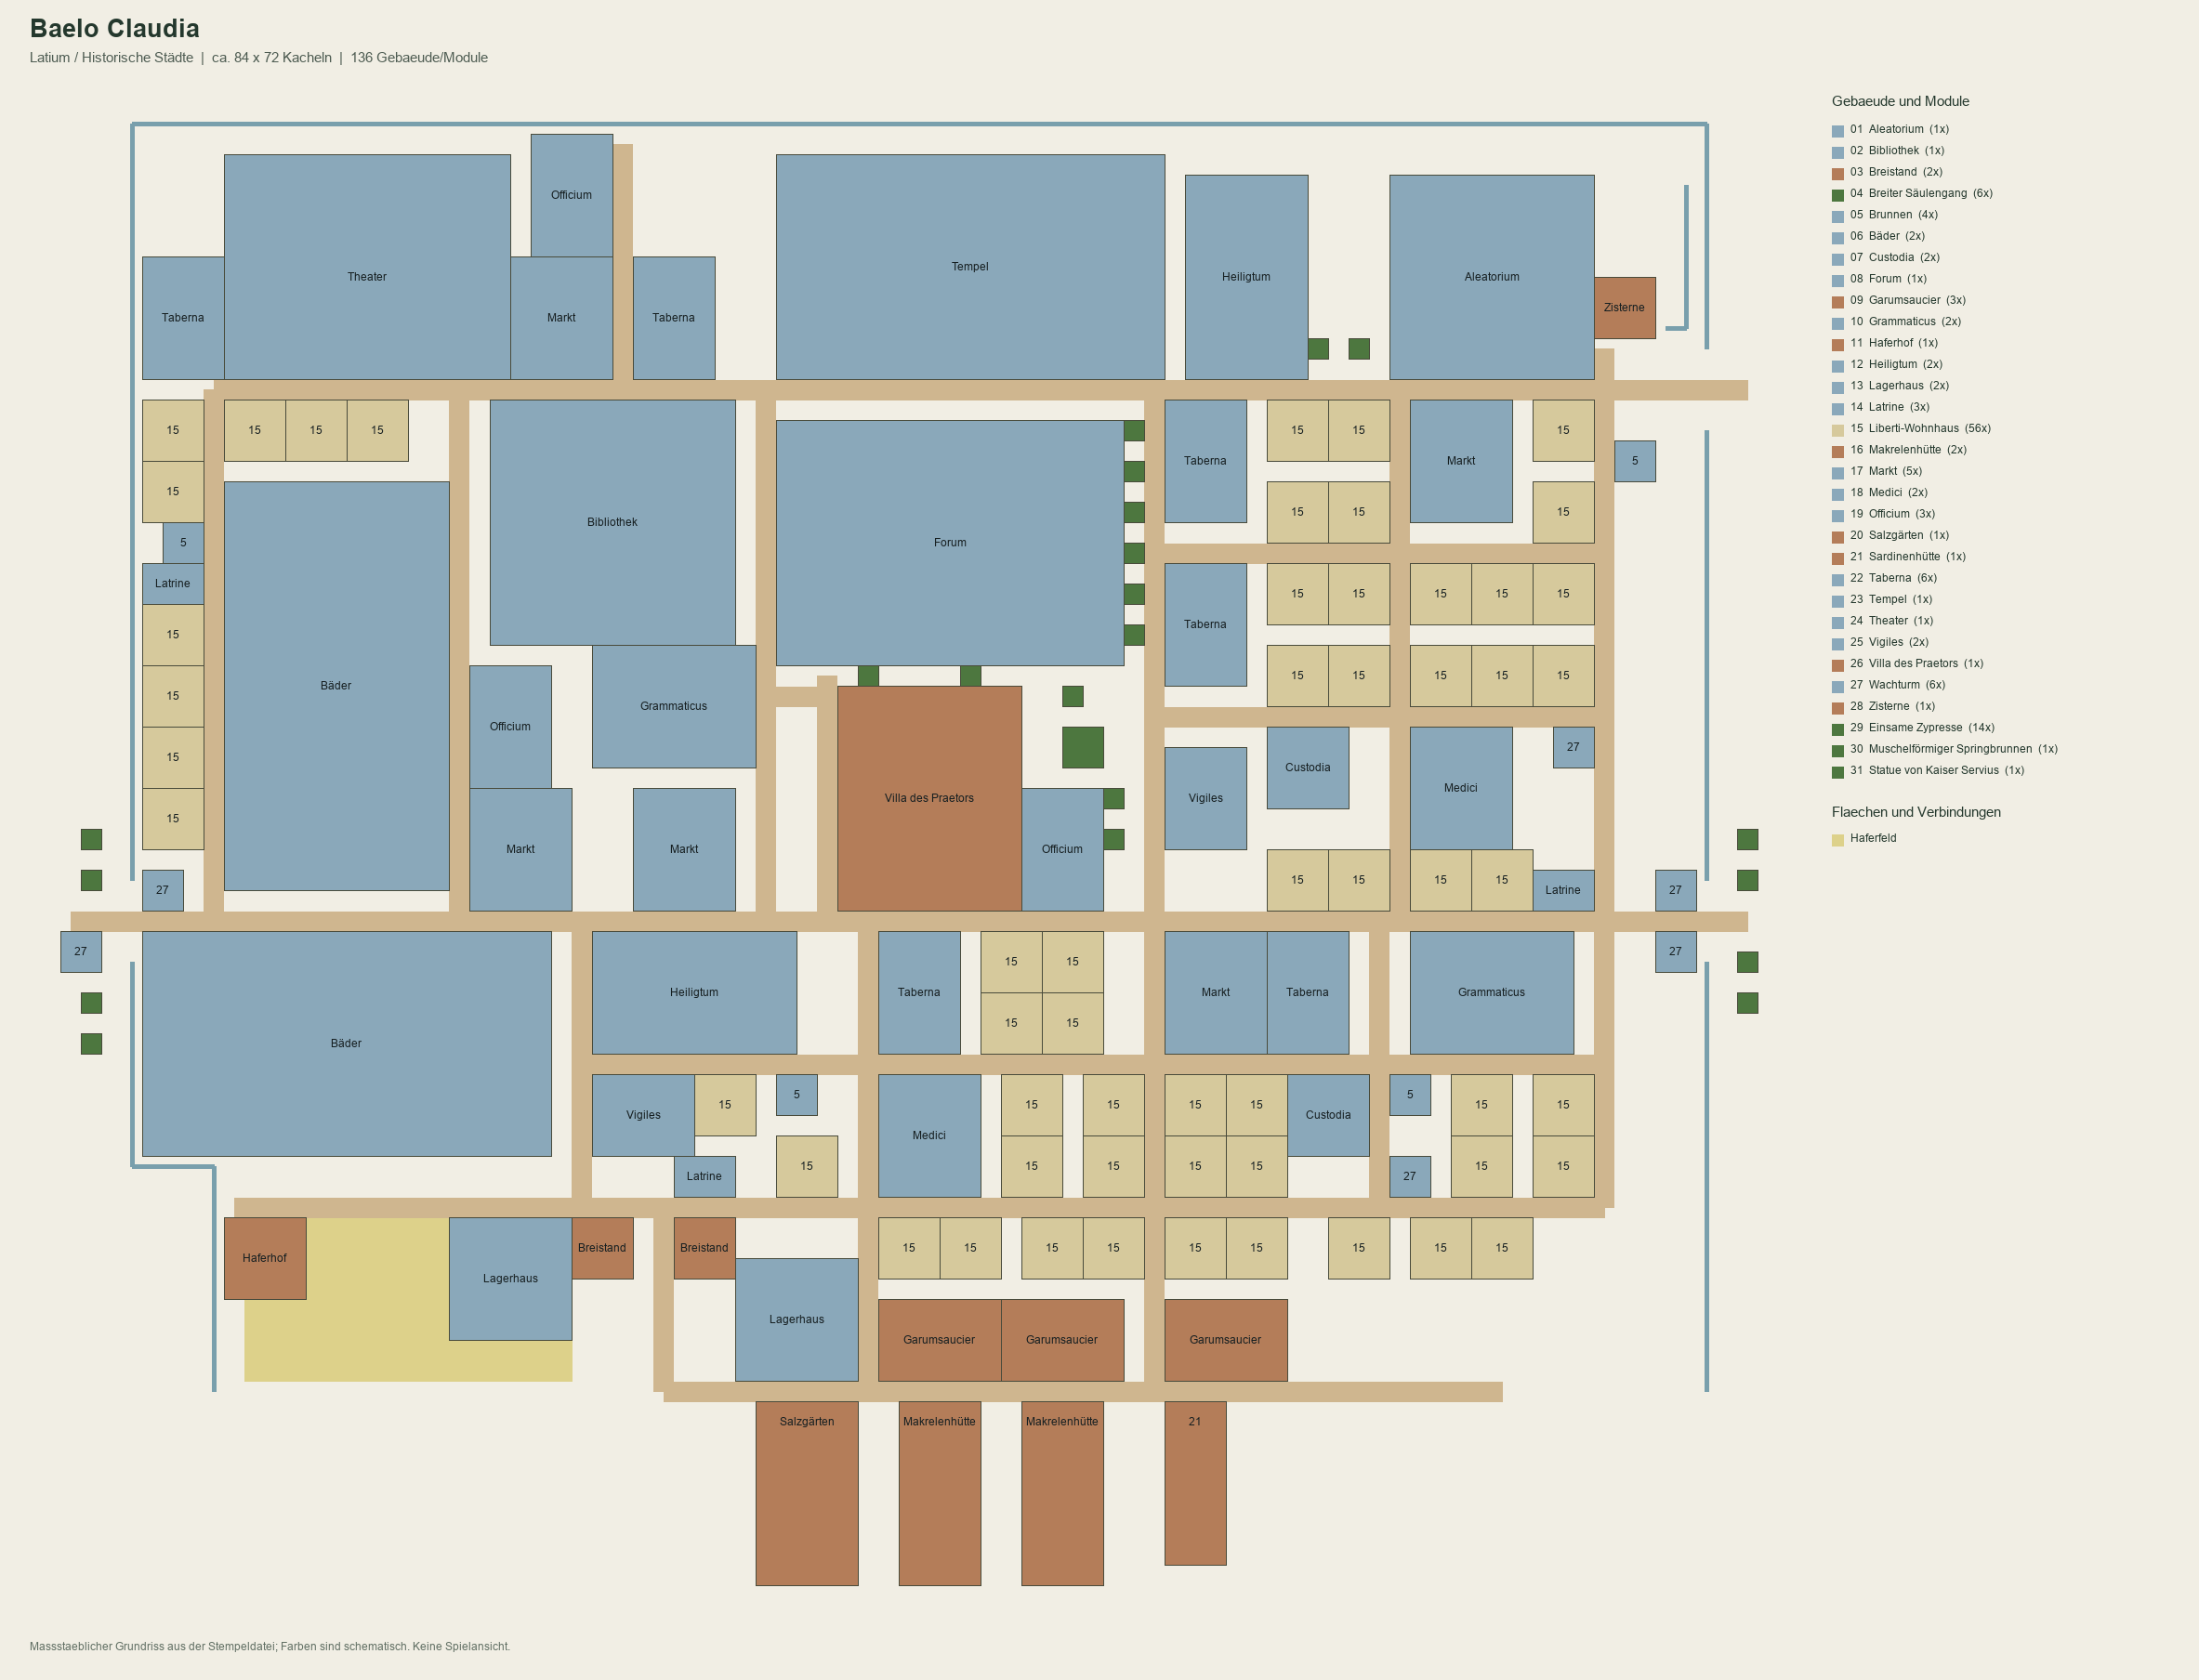 Baelo Claudia
Latium / Historische Städte | ca. 84 x 72 Kacheln | 136 Gebaeude/Module
Officium
Theater
Tempel
Heiligtum
Aleatorium
Taberna
Markt
Taberna
Zisterne
15
15 15 15
15 15
15
Taberna
Markt
5
15
15 15
15
Bibliothek
Forum
5
Latrine
15 15
15 15 15
Taberna
15
15
15 15
15 15 15
Bäder
Grammaticus
Officium
15
Vigiles
Custodia
Medici
27
Villa des Praetors
15
Markt
Markt
Officium
27
15 15
15 15
Latrine
27
27
27
Heiligtum
Taberna
15 15
15 15
Markt
Taberna
Grammaticus
Bäder
Vigiles
15
5
15
Latrine
Medici
15 15
15 15
15 15
15 15
Custodia
5
27
15 15
15 15
Haferhof
Lagerhaus
Breistand
Breistand
15 15 15 15 15 15 15 15 15
Lagerhaus
Garumsaucier
Garumsaucier
Garumsaucier
Salzgärten
Makrelenhütte
Makrelenhütte
21
Gebaeude und Module
01 Aleatorium (1x)
02 Bibliothek (1x)
03 Breistand (2x)
04 Breiter Säulengang (6x)
05 Brunnen (4x)
06 Bäder (2x)
07 Custodia (2x)
08 Forum (1x)
09 Garumsaucier (3x)
10 Grammaticus (2x)
11 Haferhof (1x)
12 Heiligtum (2x)
13 Lagerhaus (2x)
14 Latrine (3x)
15 Liberti-Wohnhaus (56x)
16 Makrelenhütte (2x)
17 Markt (5x)
18 Medici (2x)
19 Officium (3x)
20 Salzgärten (1x)
21 Sardinenhütte (1x)
22 Taberna (6x)
23 Tempel (1x)
24 Theater (1x)
25 Vigiles (2x)
26 Villa des Praetors (1x)
27 Wachturm (6x)
28 Zisterne (1x)
29 Einsame Zypresse (14x)
30 Muschelförmiger Springbrunnen (1x)
31 Statue von Kaiser Servius (1x)
Flaechen und Verbindungen
Haferfeld
Massstaeblicher Grundriss aus der Stempeldatei; Farben sind schematisch. Keine Spielansicht.